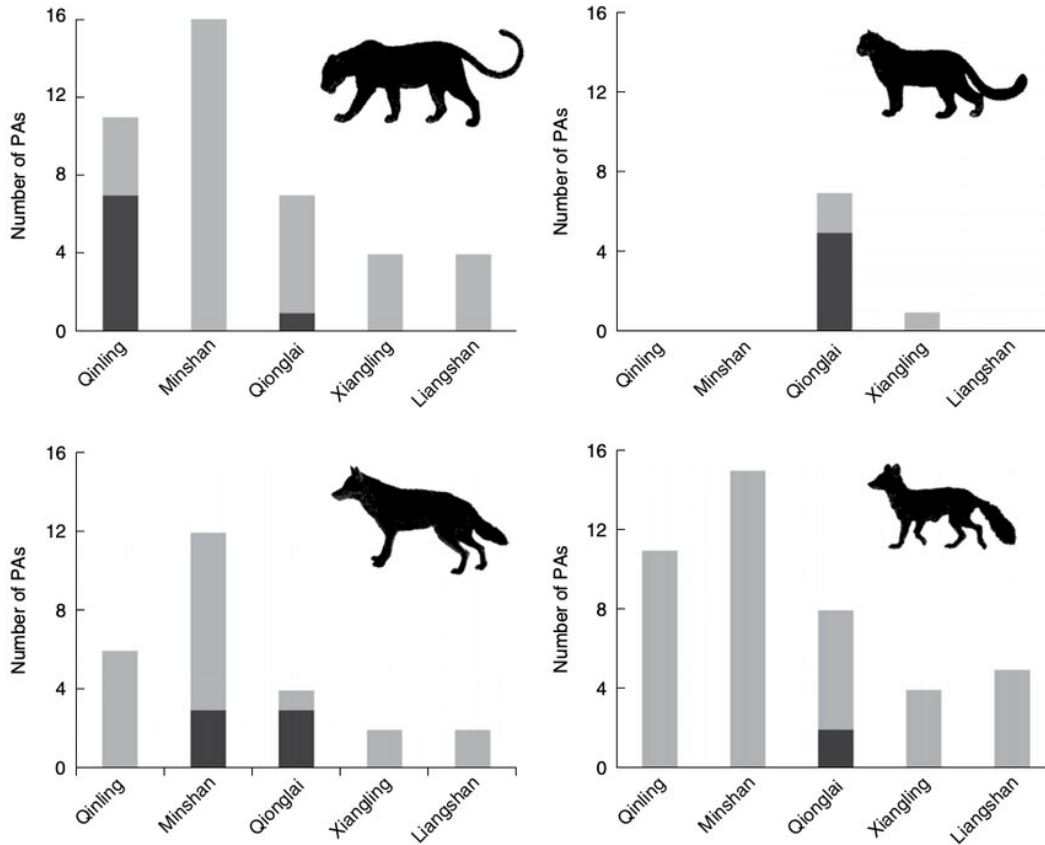 16
12
8
4
0
Number of PAs
Qinling
Minshan
Qionglai
Xiangling
Liangshan
16
12
8
4
0
Number of PAs
Qinling
Minshan
Qionglai
Xiangling
Liangshan
16
12
8
4
0
Number of PAs
Qinling
Minshan
Qionglai
Xiangling
Liangshan
16
12
8
4
0
Number of PAs
Qinling
Minshan
Qionglai
Xiangling
Liangshan